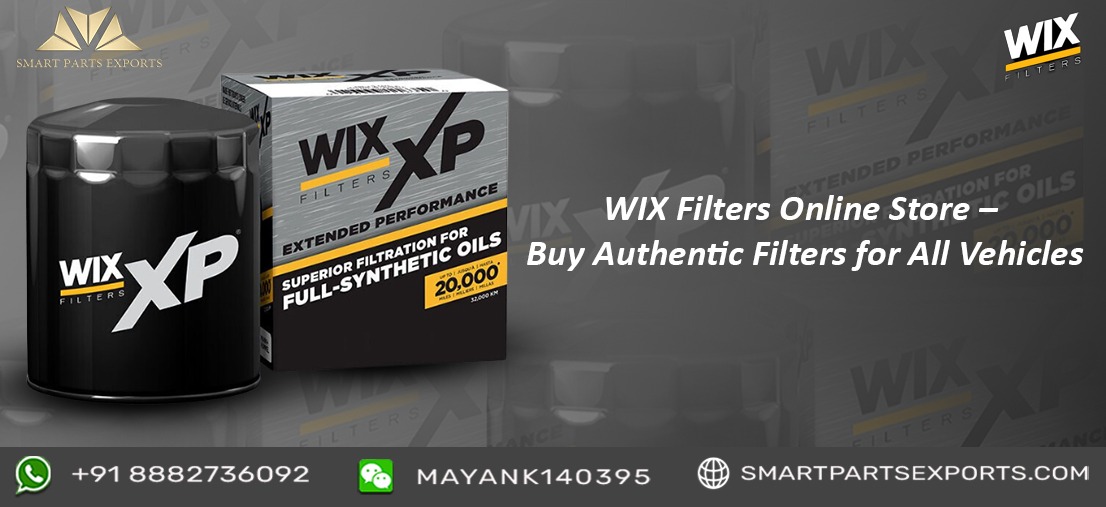 SMART PARTS EXPORTS
WIX
FILTERS
WIX XP
FILTERS
EXTENDED PERFORMANCE
SUPERIOR FILTRATION FOR
FULL-SYNTHETIC OILS
20,000*
32,000 KM
WIX XP
FILTERS
WIX Filters Online Store –
Buy Authentic Filters for All Vehicles
+91 8882736092
MAYANK140395
SMARTPARTSEXPORTS.COM